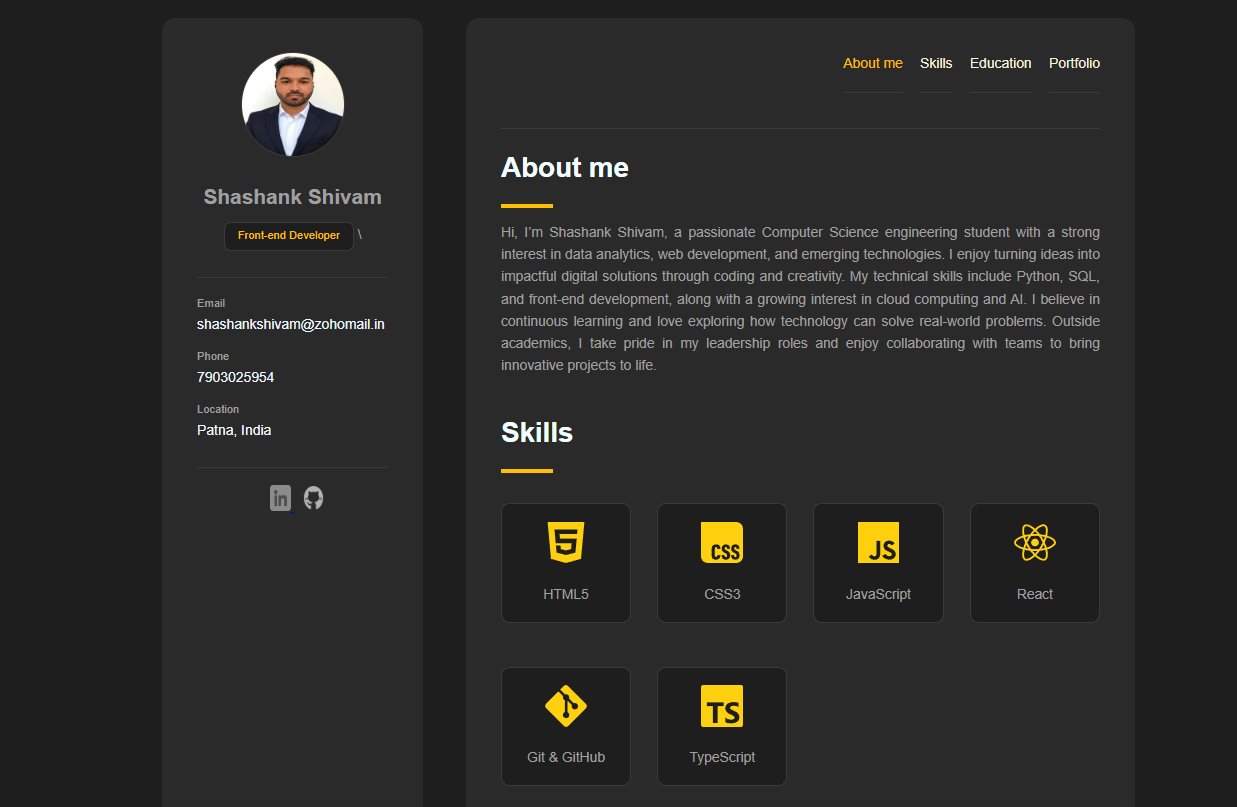 Shashank Shivam
Front-end Developer \
Email
shashankshivam@zohomail.in
Phone
7903025954
Location
Patna, India
in
About me Skills Education Portfolio
About me
Hi, I’m Shashank Shivam, a passionate Computer Science engineering student with a strong
interest in data analytics, web development, and emerging technologies. I enjoy turning ideas into
impactful digital solutions through coding and creativity. My technical skills include Python, SQL,
and front-end development, along with a growing interest in cloud computing and AI. I believe in
continuous learning and love exploring how technology can solve real-world problems. Outside
academics, I take pride in my leadership roles and enjoy collaborating with teams to bring
innovative projects to life.
Skills
5 CSS JS
HTML5 CSS3 JavaScript React
TS
Git & GitHub TypeScript